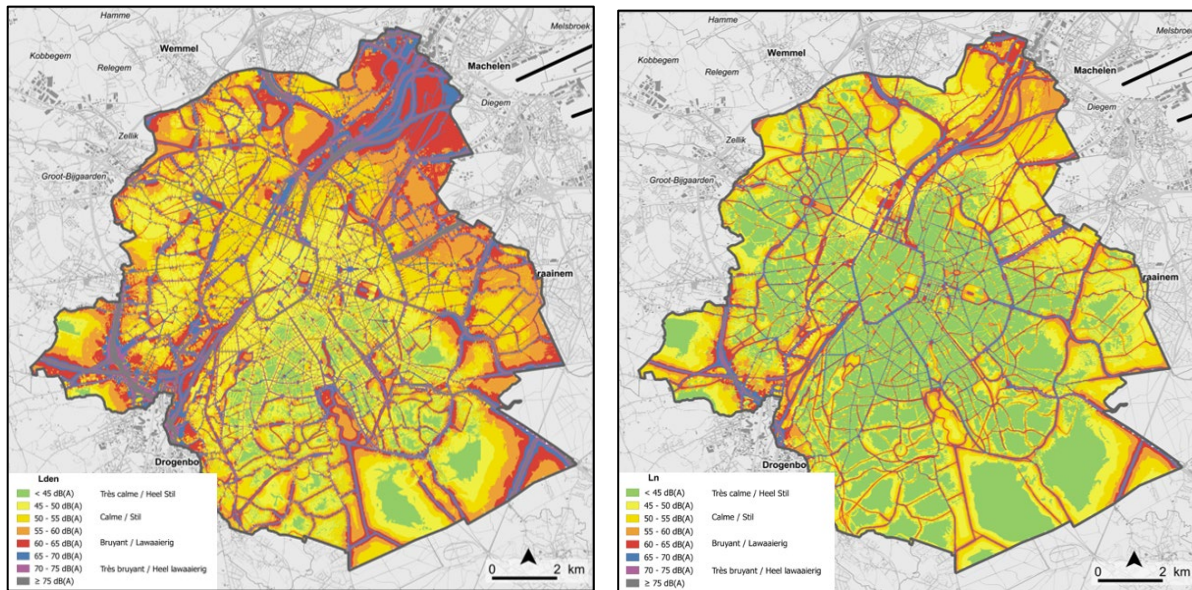 Hamme
Melsbroek
Wemmel
Kobbegem
Relegem
Machelen
Diegem
Zellik
Groot-Bijgaarden
raainem
Drogenbo
Lden
< 45 dB(A) Très calme / Heel Stil
45 - 50 dB(A)
50 - 55 dB(A) Calme / Stil
55 - 60 dB(A)
60 - 65 dB(A) Bruyant / Lawaaierig
65 - 70 dB(A)
70 - 75 dB(A) Très bruyant / Heel lawaaierig
≥ 75 dB(A)
0 2 km
Hamme
Melsbroek
Wemmel
Kobbegem
Relegem
Machelen
Diegem
Zellik
Groot-Bijgaarden
raainem
Drogenbo
Ln
< 45 dB(A) Très calme / Heel Stil
45 - 50 dB(A)
50 - 55 dB(A) Calme / Stil
55 - 60 dB(A)
60 - 65 dB(A) Bruyant / Lawaaierig
65 - 70 dB(A)
70 - 75 dB(A) Très bruyant / Heel lawaaierig
≥ 75 dB(A)
0 2 km